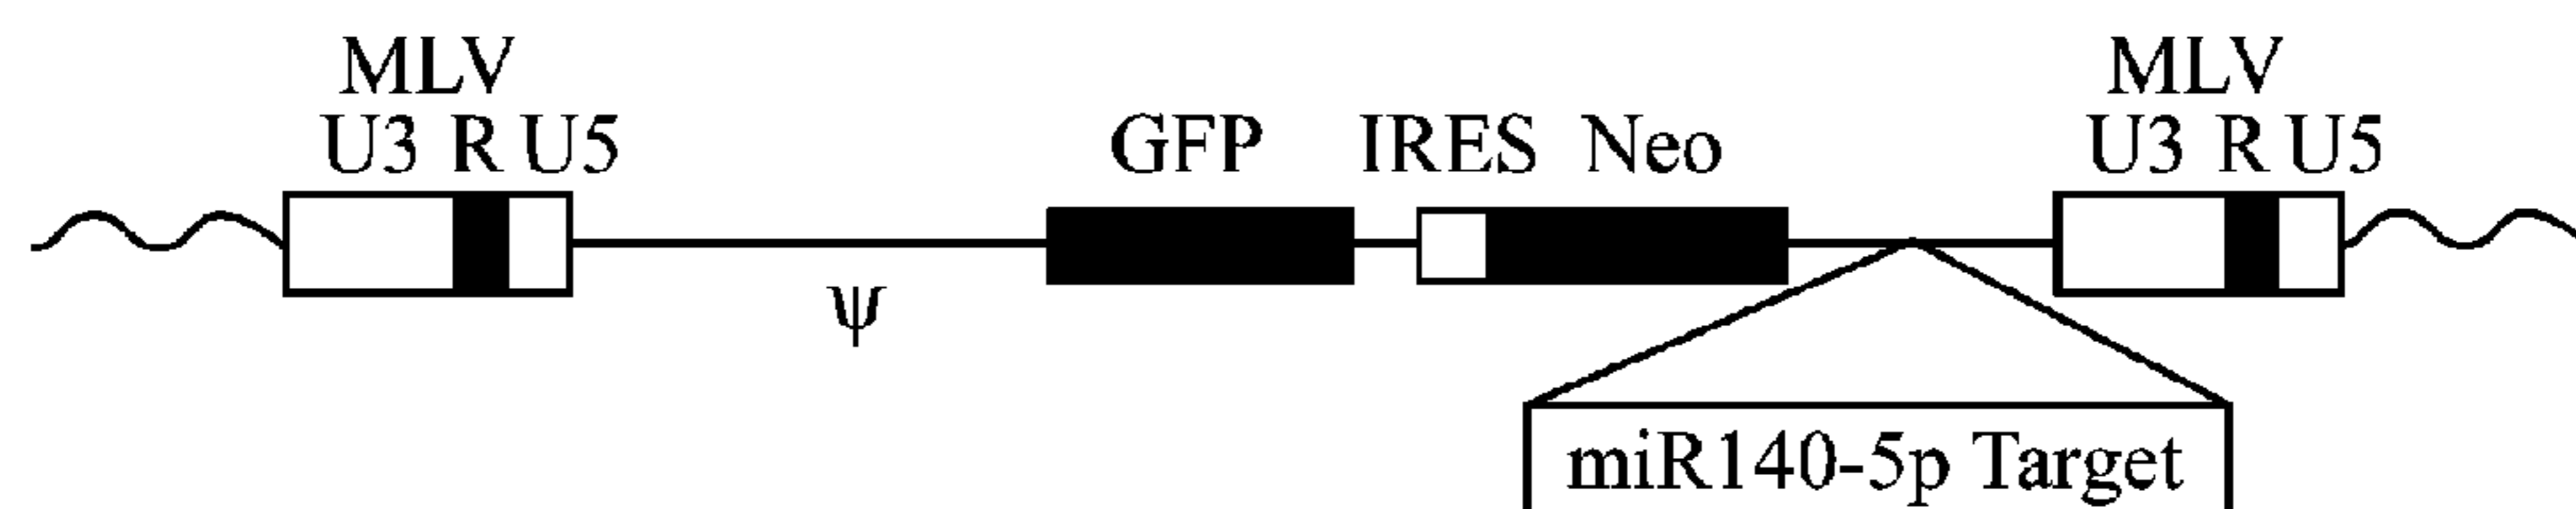 MLV
U3 R U5
GFP
IRES Neo
MLV
U3 R U5
ψ
miR140-5p Target